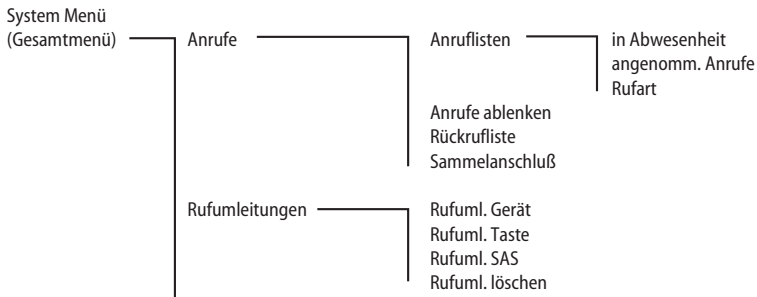 System Menü
(Gesamtmenü)
Anrufe
Anruflisten
in Abwesenheit
angenomm. Anrufe
Rufart
Anrufe ablenken
Rückrufliste
Sammelanschluß
Rufumleitungen
Rufuml. Gerät
Rufuml. Taste
Rufuml. SAS
Rufuml. löschen